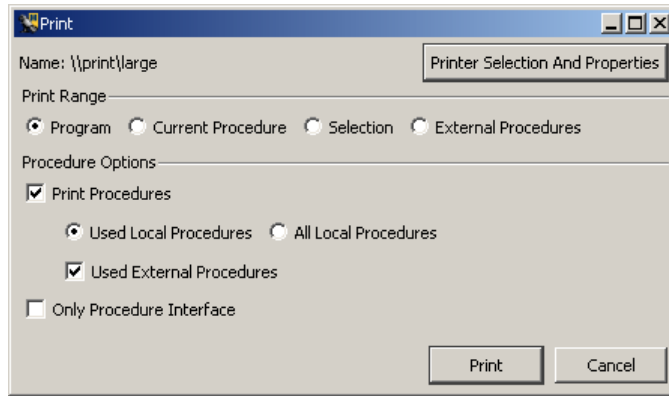 Print
Name: \\print\large Printer Selection And Properties
Print Range
Program Current Procedure Selection External Procedures
Procedure Options
Print Procedures
Used Local Procedures All Local Procedures
Used External Procedures
Only Procedure Interface
Print Cancel